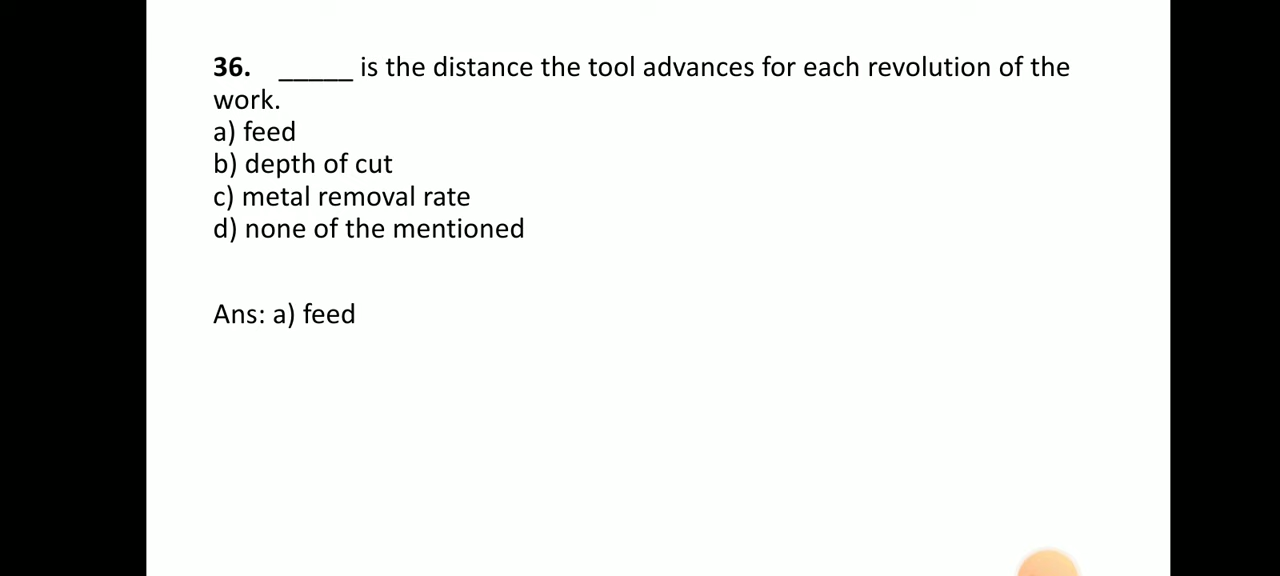 36. _____ is the distance the tool advances for each revolution of the
work.
a) feed
b) depth of cut
c) metal removal rate
d) none of the mentioned
Ans: a) feed